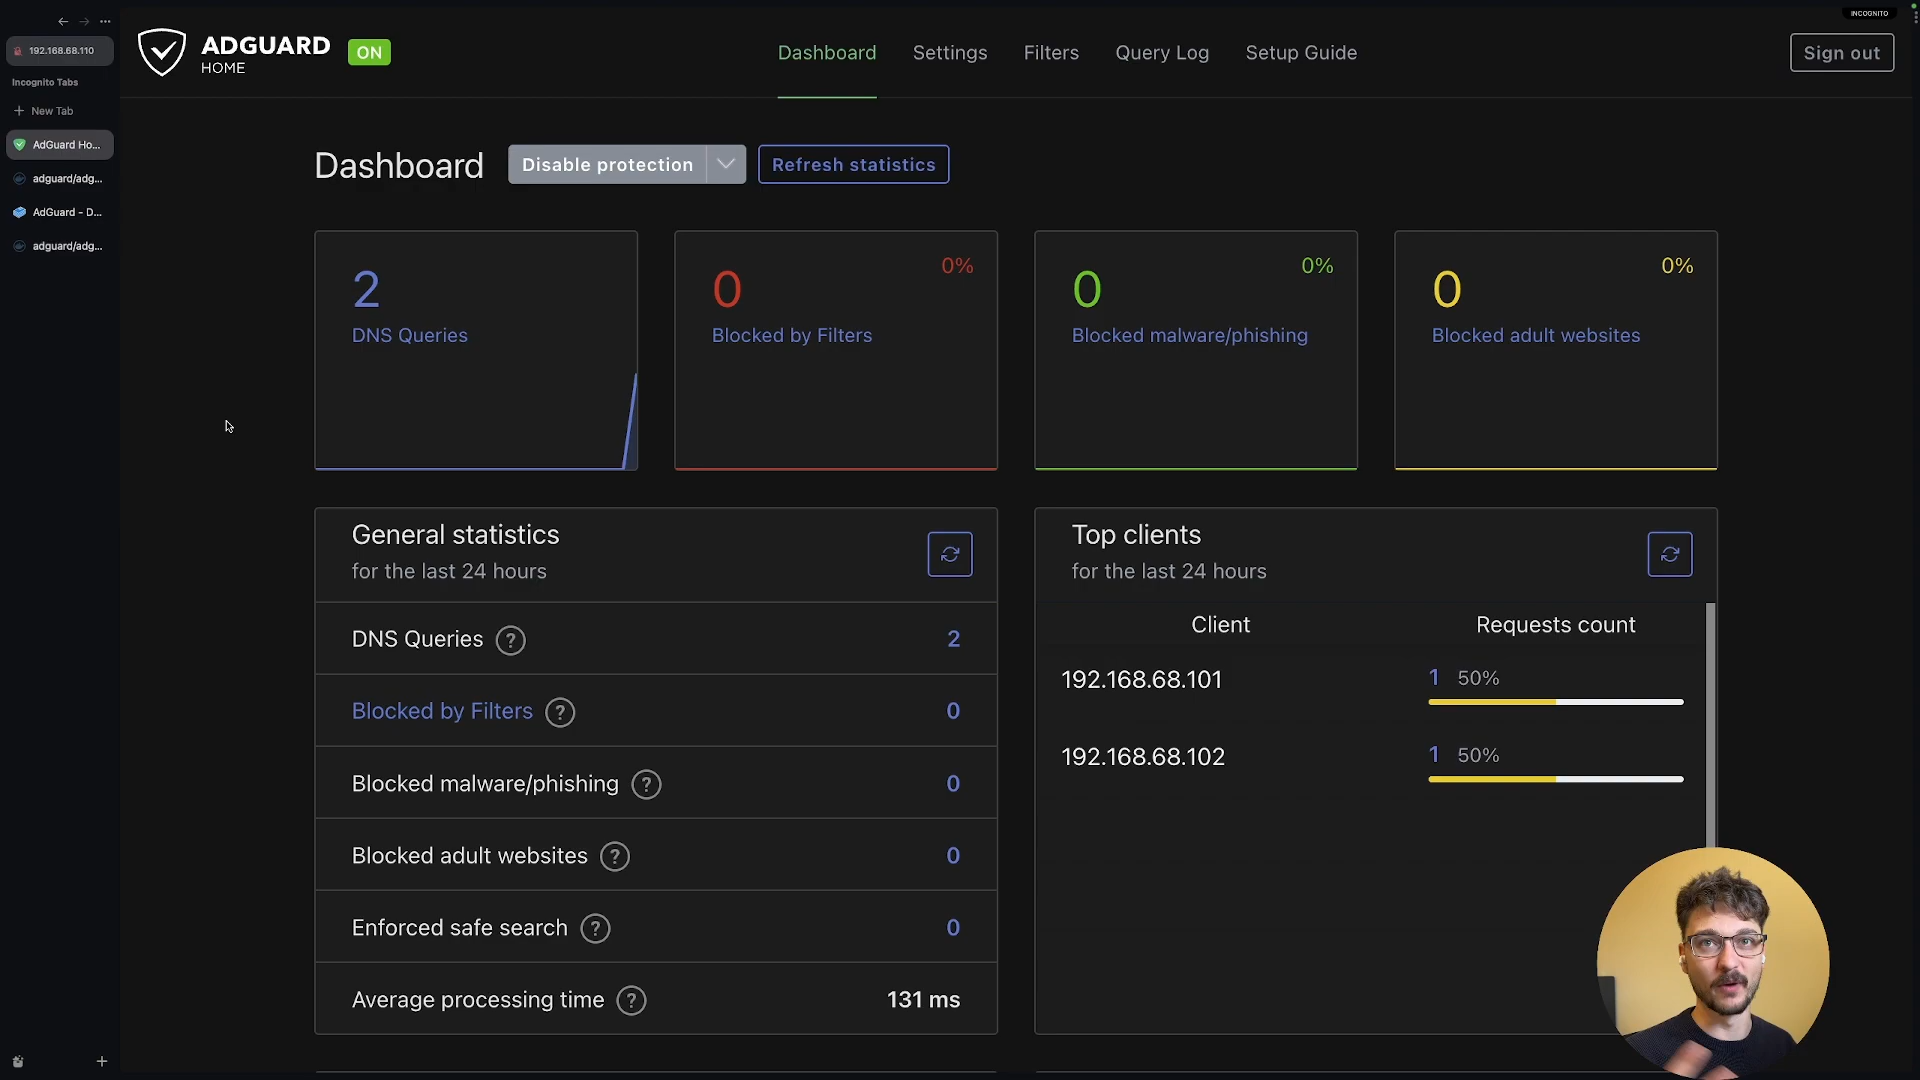 INCOGNITO
192.168.68.110
Incognito Tabs
New Tab
AdGuard Ho...
adguard/adg...
AdGuard - D...
adguard/adg...
ADGUARD
HOME
ON
Dashboard
Settings
Filters
Query Log
Setup Guide
Sign out
Dashboard
Disable protection
Refresh statistics
2
DNS Queries
0
0%
Blocked by Filters
0
0%
Blocked malware/phishing
0
0%
Blocked adult websites
General statistics
for the last 24 hours
DNS Queries ? 2
Blocked by Filters ? 0
Blocked malware/phishing ? 0
Blocked adult websites ? 0
Enforced safe search ? 0
Average processing time ? 131 ms
Top clients
for the last 24 hours
Client Requests count
192.168.68.101 1 50%
192.168.68.102 1 50%